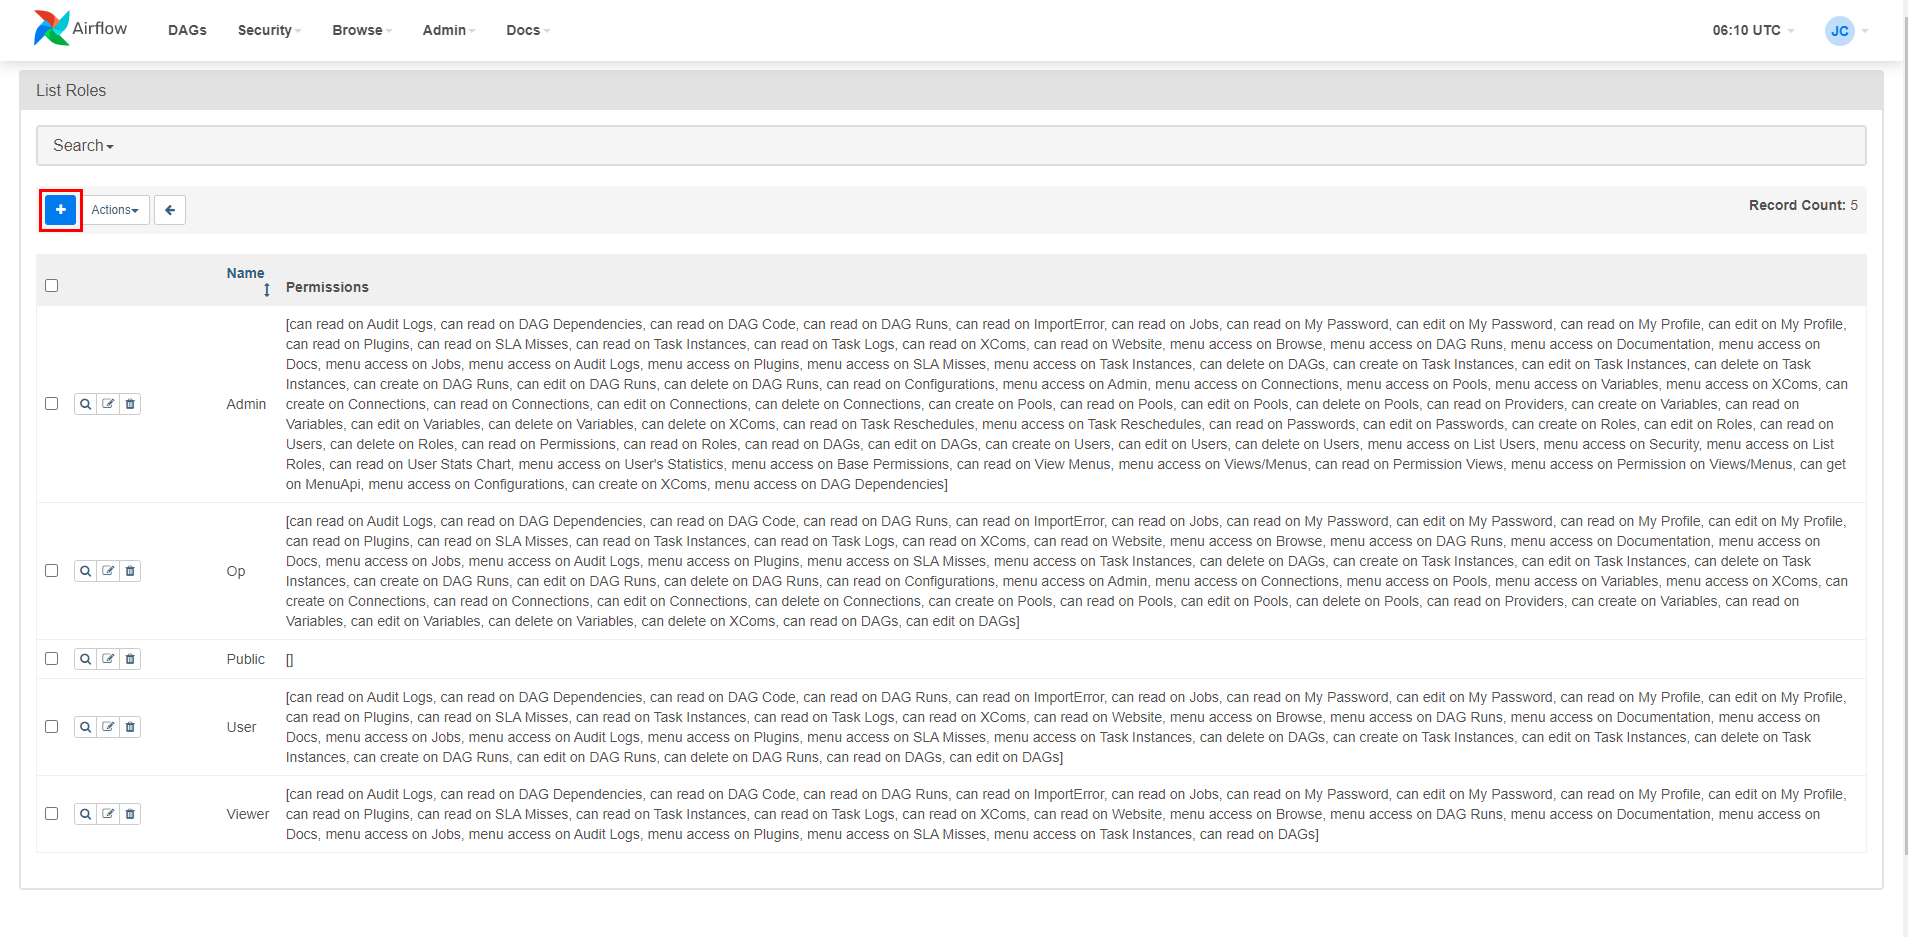 Airflow DAGs Security Browse Admin Docs 06:10 UTC JC
List Roles
Search
Actions Record Count: 5
Name
Permissions
[can read on Audit Logs, can read on DAG Dependencies, can read on DAG Code, can read on DAG Runs, can read on ImportError, can read on Jobs, can read on My Password, can edit on My Password, can read on My Profile, can edit on My Profile,
can read on Plugins, can read on SLA Misses, can read on Task Instances, can read on Task Logs, can read on XComs, can read on Website, menu access on Browse, menu access on DAG Runs, menu access on Documentation, menu access on
Docs, menu access on Jobs, menu access on Audit Logs, menu access on Plugins, menu access on SLA Misses, menu access on Task Instances, can delete on DAGs, can create on Task Instances, can edit on Task Instances, can delete on Task
Instances, can create on DAG Runs, can edit on DAG Runs, can delete on DAG Runs, can read on Configurations, menu access on Admin, menu access on Connections, menu access on Pools, menu access on Variables, menu access on XComs, can
Admin create on Connections, can read on Connections, can edit on Connections, can delete on Connections, can create on Pools, can read on Pools, can edit on Pools, can delete on Pools, can read on Providers, can create on Variables, can read on
Variables, can edit on Variables, can delete on Variables, can delete on XComs, can read on Task Reschedules, menu access on Task Reschedules, can read on Passwords, can edit on Passwords, can create on Roles, can edit on Roles, can read on
Users, can delete on Roles, can read on Permissions, can read on Roles, can read on DAGs, can edit on DAGs, can create on Users, can edit on Users, can delete on Users, menu access on List Users, menu access on Security, menu access on List
Roles, can read on User Stats Chart, menu access on User's Statistics, menu access on Base Permissions, can read on View Menus, menu access on Views/Menus, can read on Permission Views, menu access on Permission on Views/Menus, can get
on MenuApi, menu access on Configurations, can create on XComs, menu access on DAG Dependencies]
[can read on Audit Logs, can read on DAG Dependencies, can read on DAG Code, can read on DAG Runs, can read on ImportError, can read on Jobs, can read on My Password, can edit on My Password, can read on My Profile, can edit on My Profile,
can read on Plugins, can read on SLA Misses, can read on Task Instances, can read on Task Logs, can read on XComs, can read on Website, menu access on Browse, menu access on DAG Runs, menu access on Documentation, menu access on
Docs, menu access on Jobs, menu access on Audit Logs, menu access on Plugins, menu access on SLA Misses, menu access on Task Instances, can delete on DAGs, can create on Task Instances, can edit on Task Instances, can delete on Task
Op Instances, can create on DAG Runs, can edit on DAG Runs, can delete on DAG Runs, can read on Configurations, menu access on Admin, menu access on Connections, menu access on Pools, menu access on Variables, menu access on XComs, can
create on Connections, can read on Connections, can edit on Connections, can delete on Connections, can create on Pools, can read on Pools, can edit on Pools, can delete on Pools, can read on Providers, can create on Variables, can read on
Variables, can edit on Variables, can delete on Variables, can delete on XComs, can read on DAGs, can edit on DAGs]
Public []
[can read on Audit Logs, can read on DAG Dependencies, can read on DAG Code, can read on DAG Runs, can read on ImportError, can read on Jobs, can read on My Password, can edit on My Password, can read on My Profile, can edit on My Profile,
can read on Plugins, can read on SLA Misses, can read on Task Instances, can read on Task Logs, can read on XComs, can read on Website, menu access on Browse, menu access on DAG Runs, menu access on Documentation, menu access on
User Docs, menu access on Jobs, menu access on Audit Logs, menu access on Plugins, menu access on SLA Misses, menu access on Task Instances, can delete on DAGs, can create on Task Instances, can edit on Task Instances, can delete on Task
Instances, can create on DAG Runs, can edit on DAG Runs, can delete on DAG Runs, can read on DAGs, can edit on DAGs]
[can read on Audit Logs, can read on DAG Dependencies, can read on DAG Code, can read on DAG Runs, can read on ImportError, can read on Jobs, can read on My Password, can edit on My Password, can read on My Profile, can edit on My Profile,
Viewer can read on Plugins, can read on SLA Misses, can read on Task Instances, can read on Task Logs, can read on XComs, can read on Website, menu access on Browse, menu access on DAG Runs, menu access on Documentation, menu access on
Docs, menu access on Jobs, menu access on Audit Logs, menu access on Plugins, menu access on SLA Misses, menu access on Task Instances, can read on DAGs]